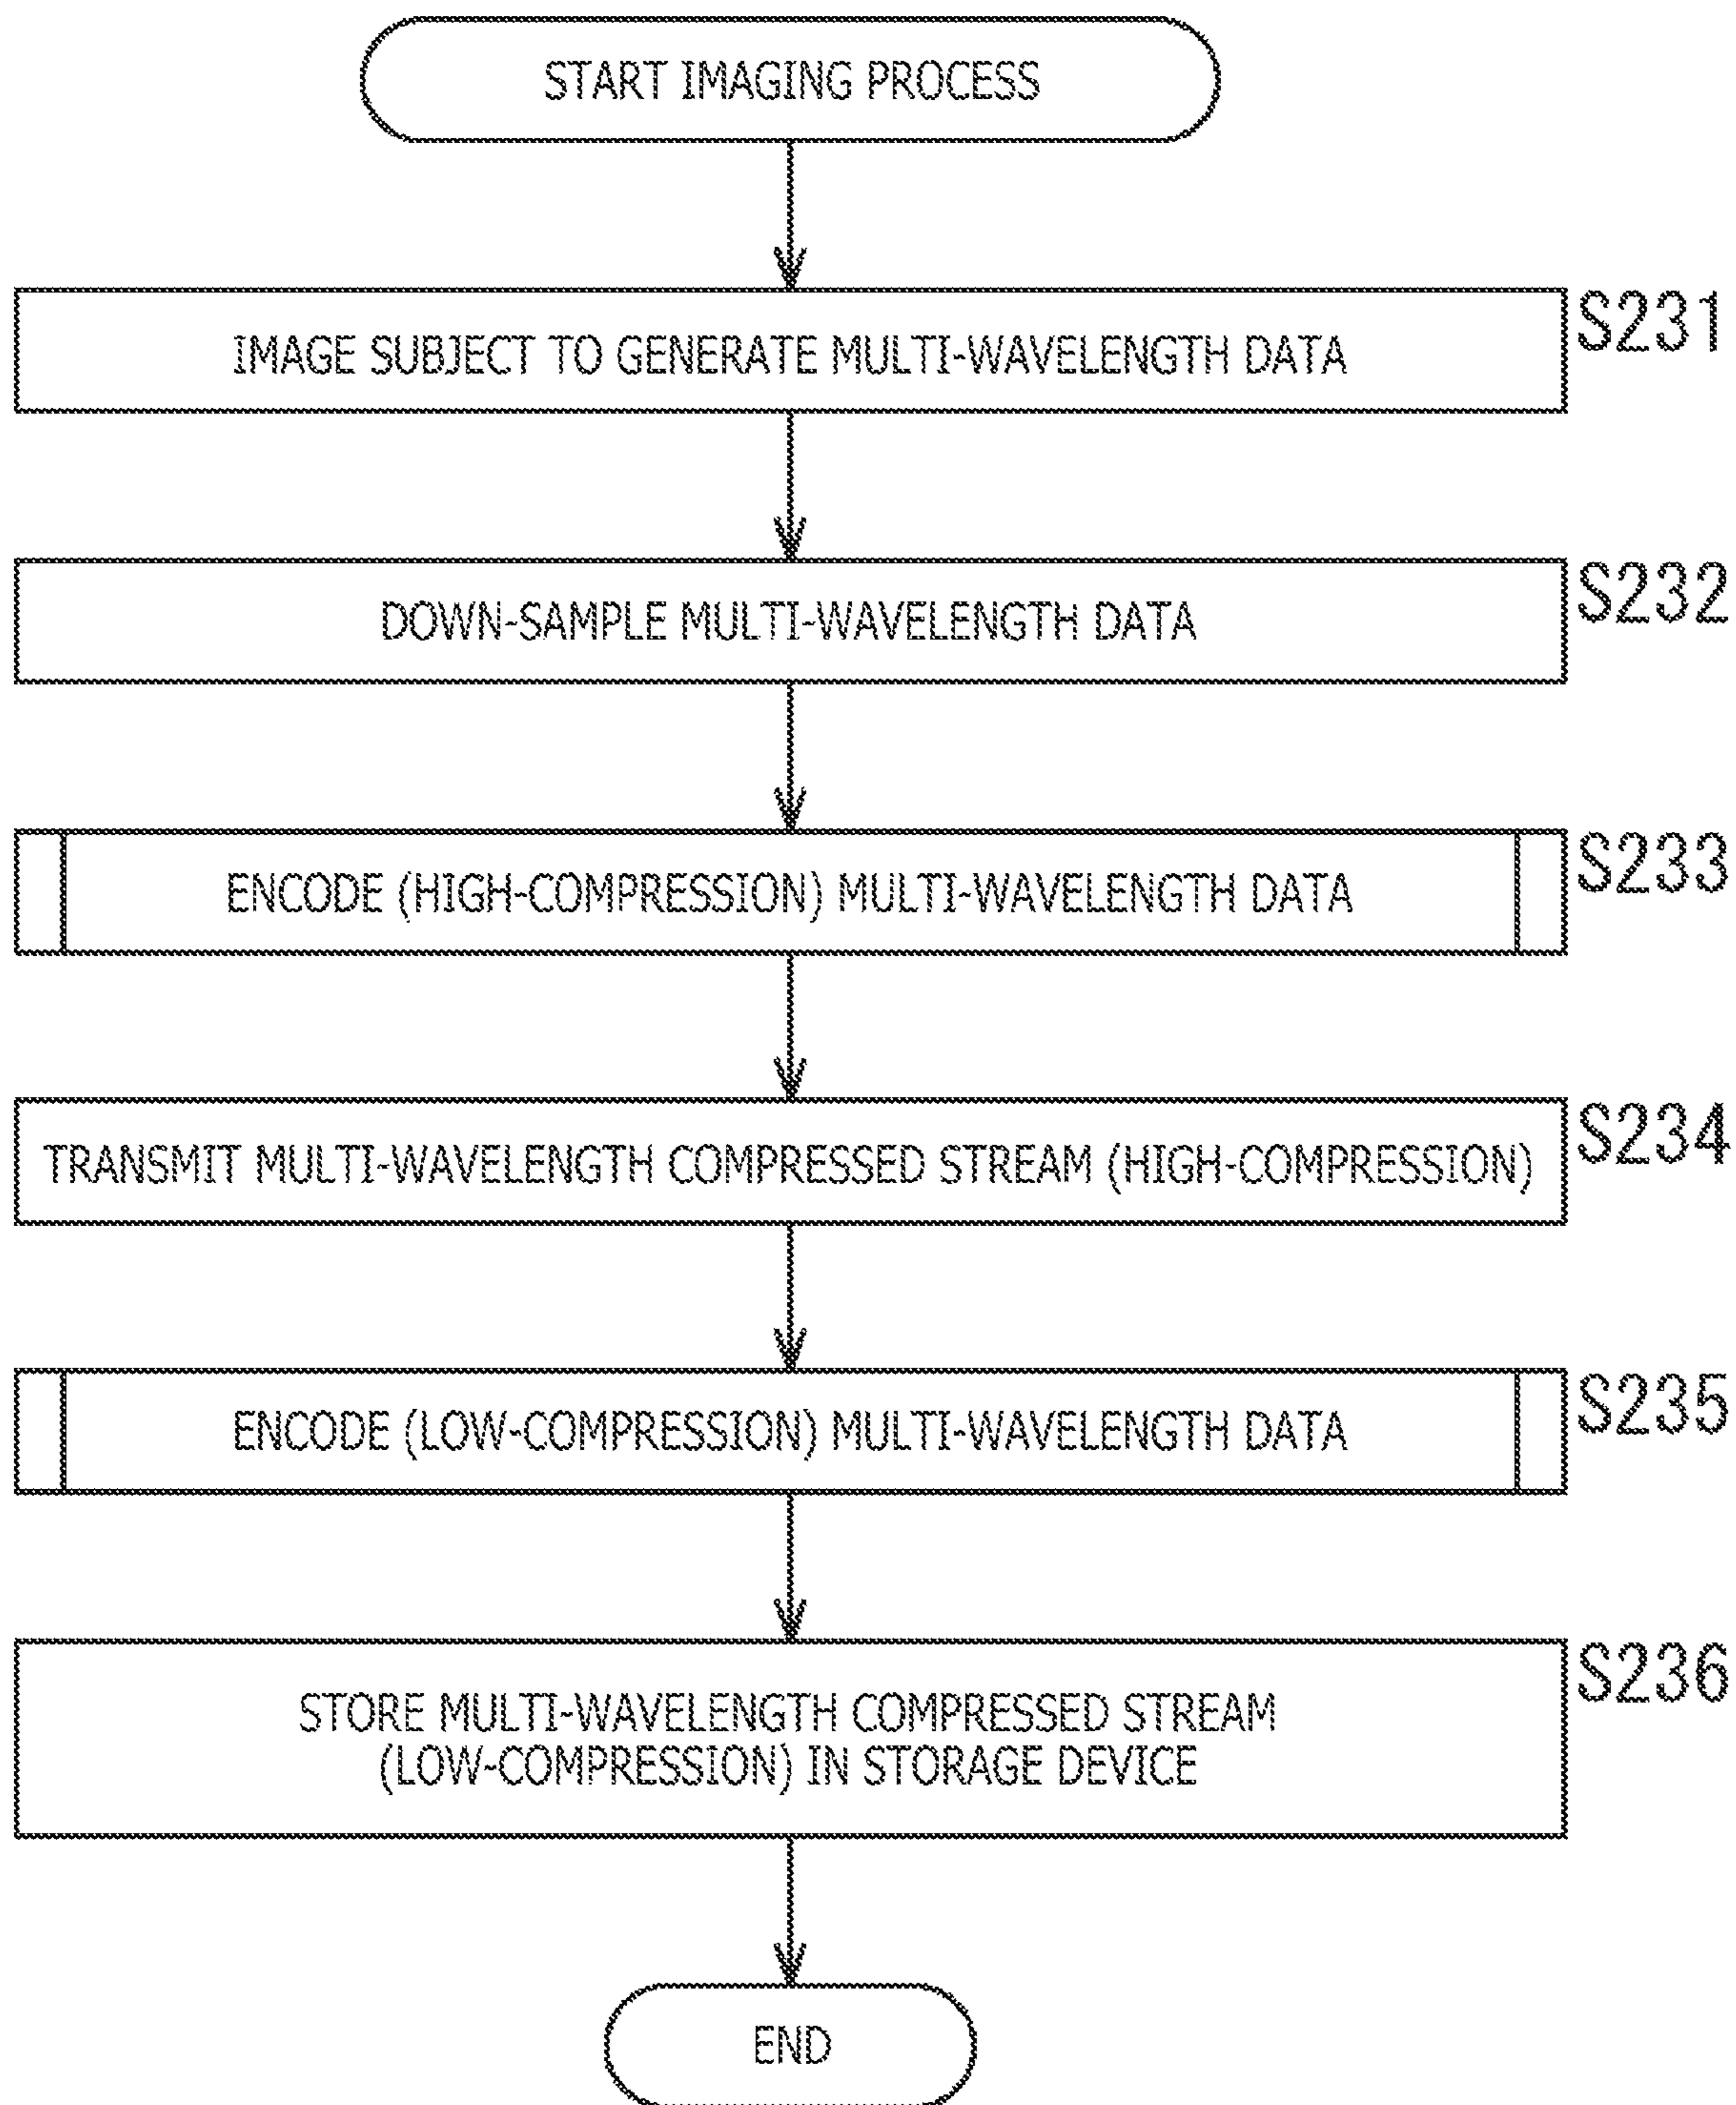 START IMAGING PROCESS
S231
IMAGE SUBJECT TO GENERATE MULTI-WAVELENGTH DATA
S232
DOWN-SAMPLE MULTI-WAVELENGTH DATA
S233
ENCODE (HIGH-COMPRESSION) MULTI-WAVELENGTH DATA
S234
TRANSMIT MULTI-WAVELENGTH COMPRESSED STREAM (HIGH-COMPRESSION)
S235
ENCODE (LOW-COMPRESSION) MULTI-WAVELENGTH DATA
S236
STORE MULTI-WAVELENGTH COMPRESSED STREAM
(LOW-COMPRESSION) IN STORAGE DEVICE
END